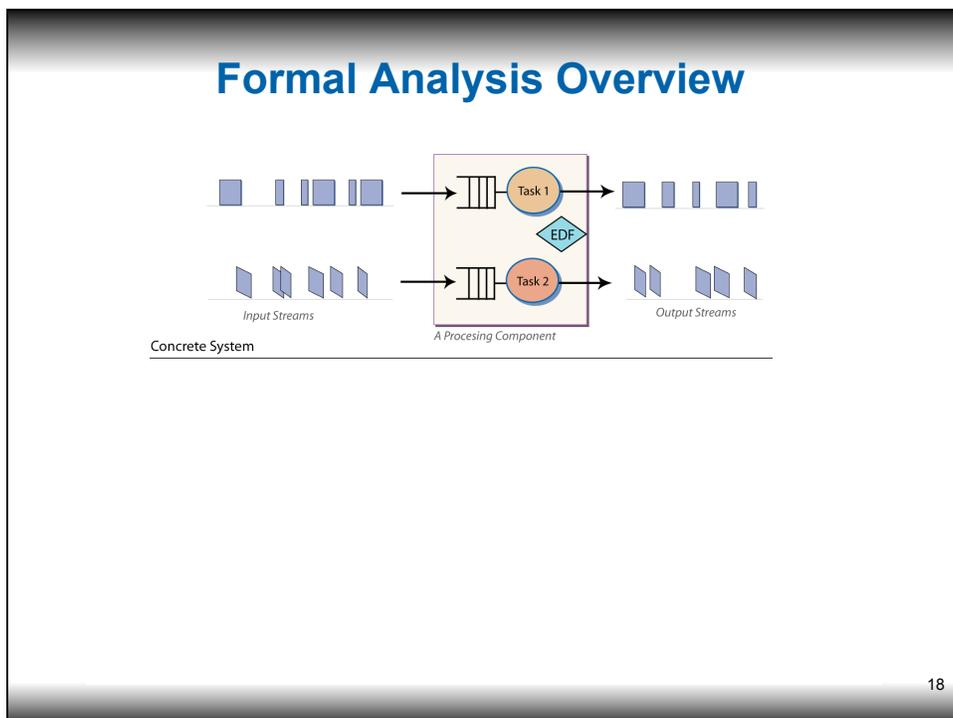 Formal Analysis Overview
Task 1
EDF
Task 2
Input Streams
Output Streams
A Procesing Component
Concrete System
18